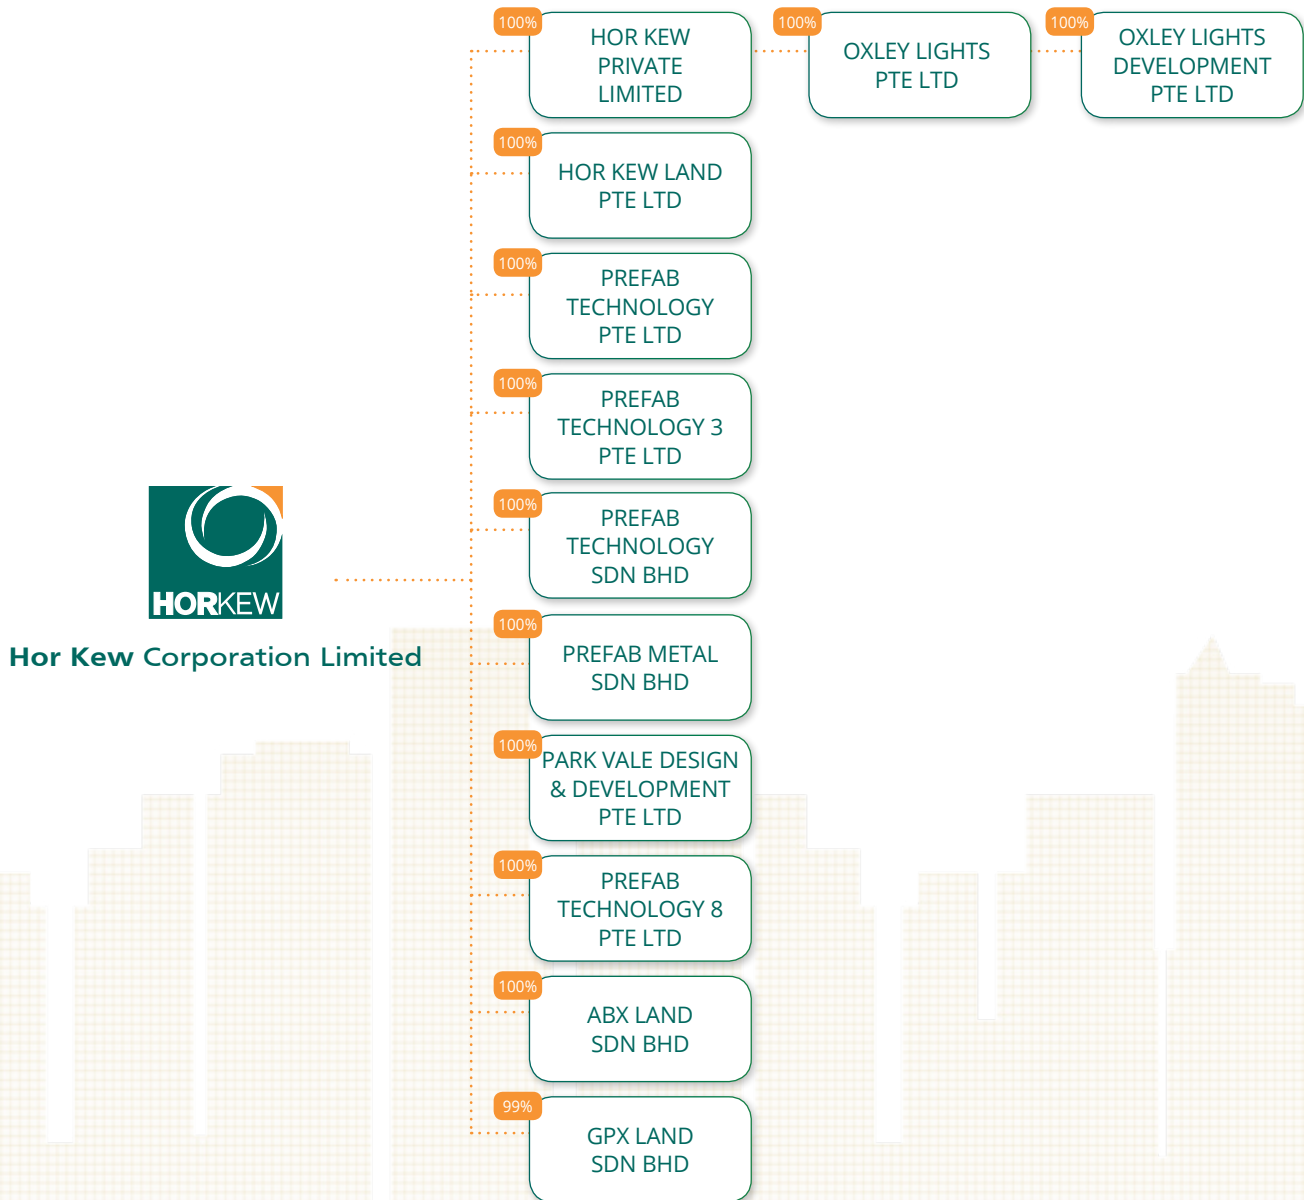 100%
HOR KEW
PRIVATE
LIMITED
100%
OXLEY LIGHTS
PTE LTD
100%
OXLEY LIGHTS
DEVELOPMENT
PTE LTD
100%
HOR KEW LAND
PTE LTD
100%
PREFAB
TECHNOLOGY
PTE LTD
100%
PREFAB
TECHNOLOGY 3
PTE LTD
100%
PREFAB
TECHNOLOGY
SDN BHD
HORKEW
Hor Kew Corporation Limited
100%
PREFAB METAL
SDN BHD
100%
PARK VALE DESIGN
& DEVELOPMENT
PTE LTD
100%
PREFAB
TECHNOLOGY 8
PTE LTD
100%
ABX LAND
SDN BHD
99%
GPX LAND
SDN BHD